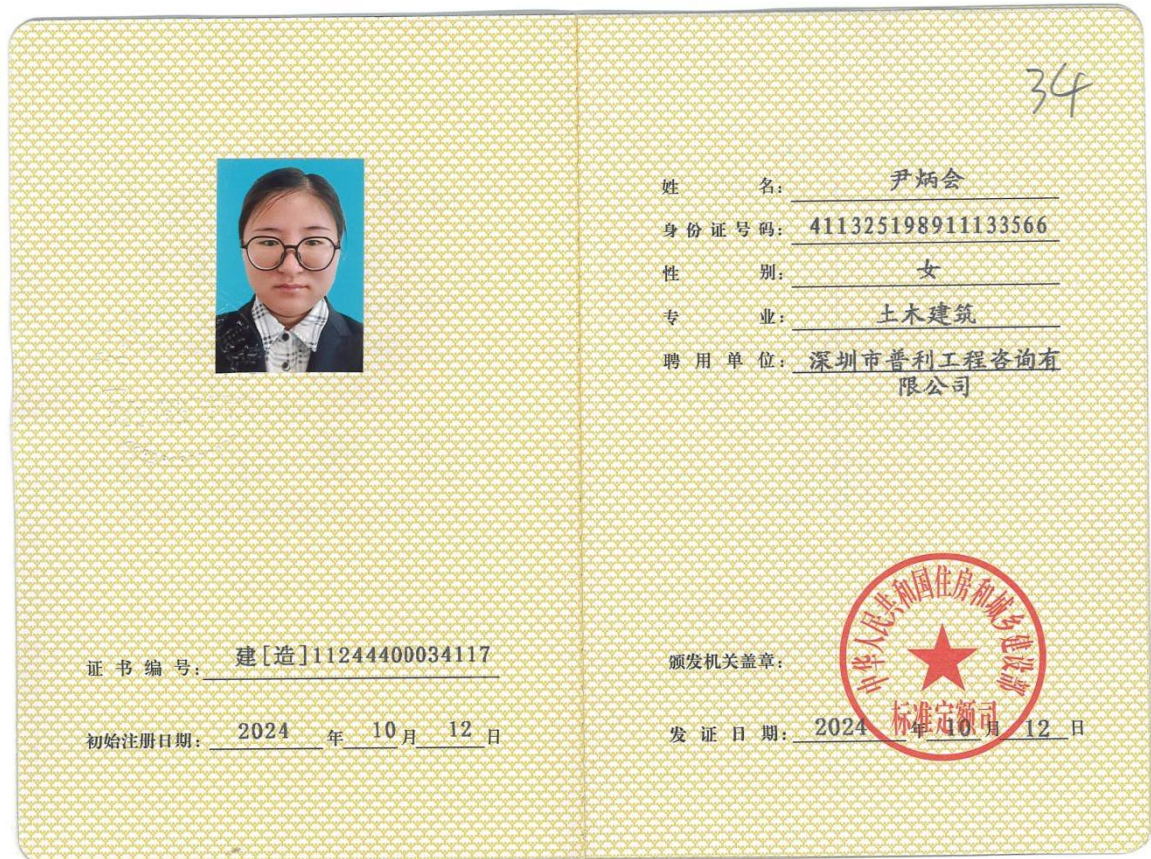 证书编号: 建[造]11244400034117
初始注册日期: 2024 年 10 月 12 日
34
姓名: 尹炳会
身份证号码: 411325198911133566
性别: 女
专业: 土木建筑
聘用单位: 深圳市普利工程咨询有
限公司
颁发机关盖章:
中华人民共和国住房和城乡建设部
标准定额司
发证日期: 2024 年 10 月 12 日